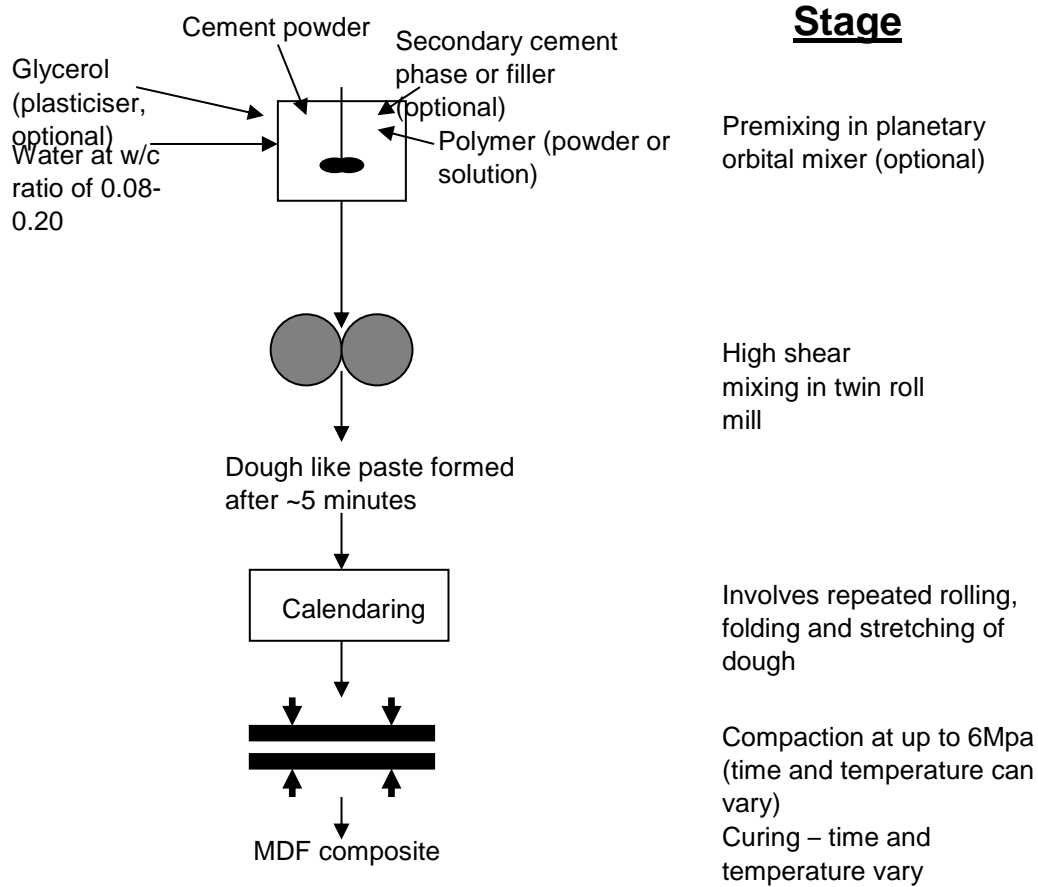 Stage
Cement powder
Secondary cement
phase or filler
(optional)
Glycerol
(plasticiser,
optional)
Water at w/c
ratio of 0.08-
0.20
Polymer (powder or
solution)
Premixing in planetary
orbital mixer (optional)
High shear
mixing in twin roll
mill
Dough like paste formed
after ~5 minutes
Calendaring
Involves repeated rolling,
folding and stretching of
dough
Compaction at up to 6Mpa
(time and temperature can
vary)
Curing – time and
temperature vary
MDF composite